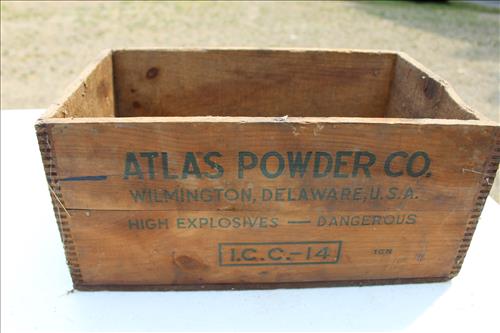 ATLAS POWDER CO.
WILMINGTON, DELAWARE, U.S.A.
HIGH EXPLOSIVES — DANGEROUS
I.C.C.-14